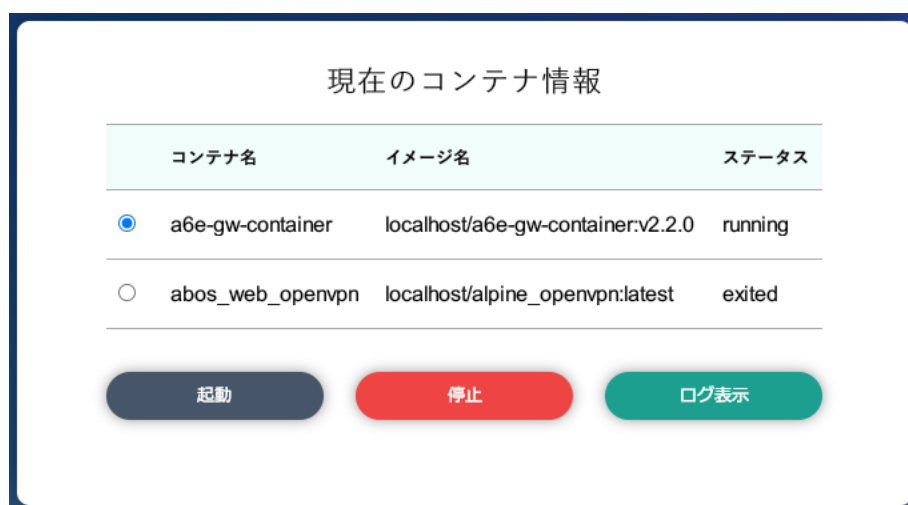 現在のコンテナ情報
コンテナ名 イメージ名 ステータス
a6e-gw-container localhost/a6e-gw-container:v2.2.0 running
abos_web_openvpn localhost/alpine_openvpn:latest exited
起動 停止 ログ表示